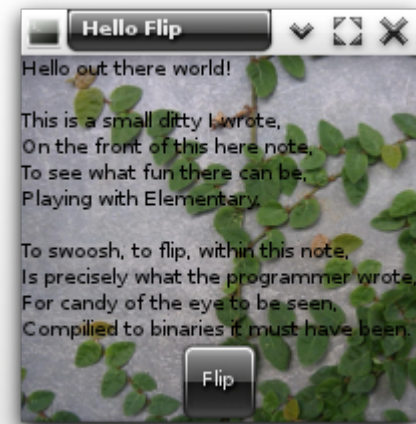 Hello Flip
Hello out there world!
This is a small ditty I wrote,
On the front of this here note,
To see what fun there can be,
Playing with Elementary.
To swoosh, to flip, within this note,
Is precisely what the programmer wrote,
For candy of the eye to be seen,
Compilied to binaries it must have been.
Flip